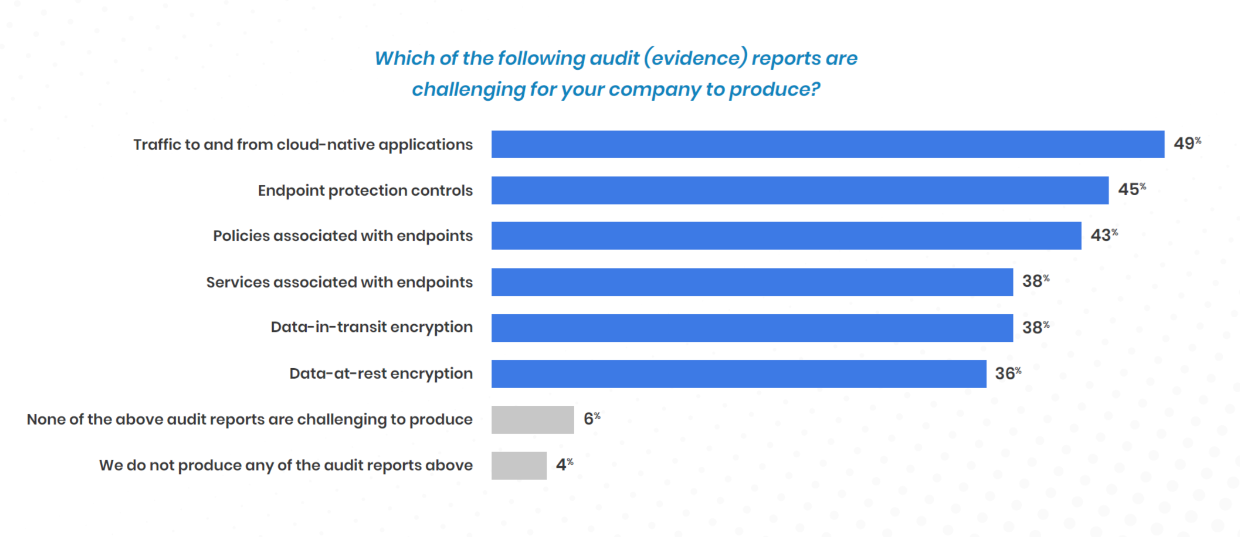 Which of the following audit (evidence) reports are
challenging for your company to produce?
Traffic to and from cloud-native applications 49%
Endpoint protection controls 45%
Policies associated with endpoints 43%
Services associated with endpoints 38%
Data-in-transit encryption 38%
Data-at-rest encryption 36%
None of the above audit reports are challenging to produce 6%
We do not produce any of the audit reports above 4%